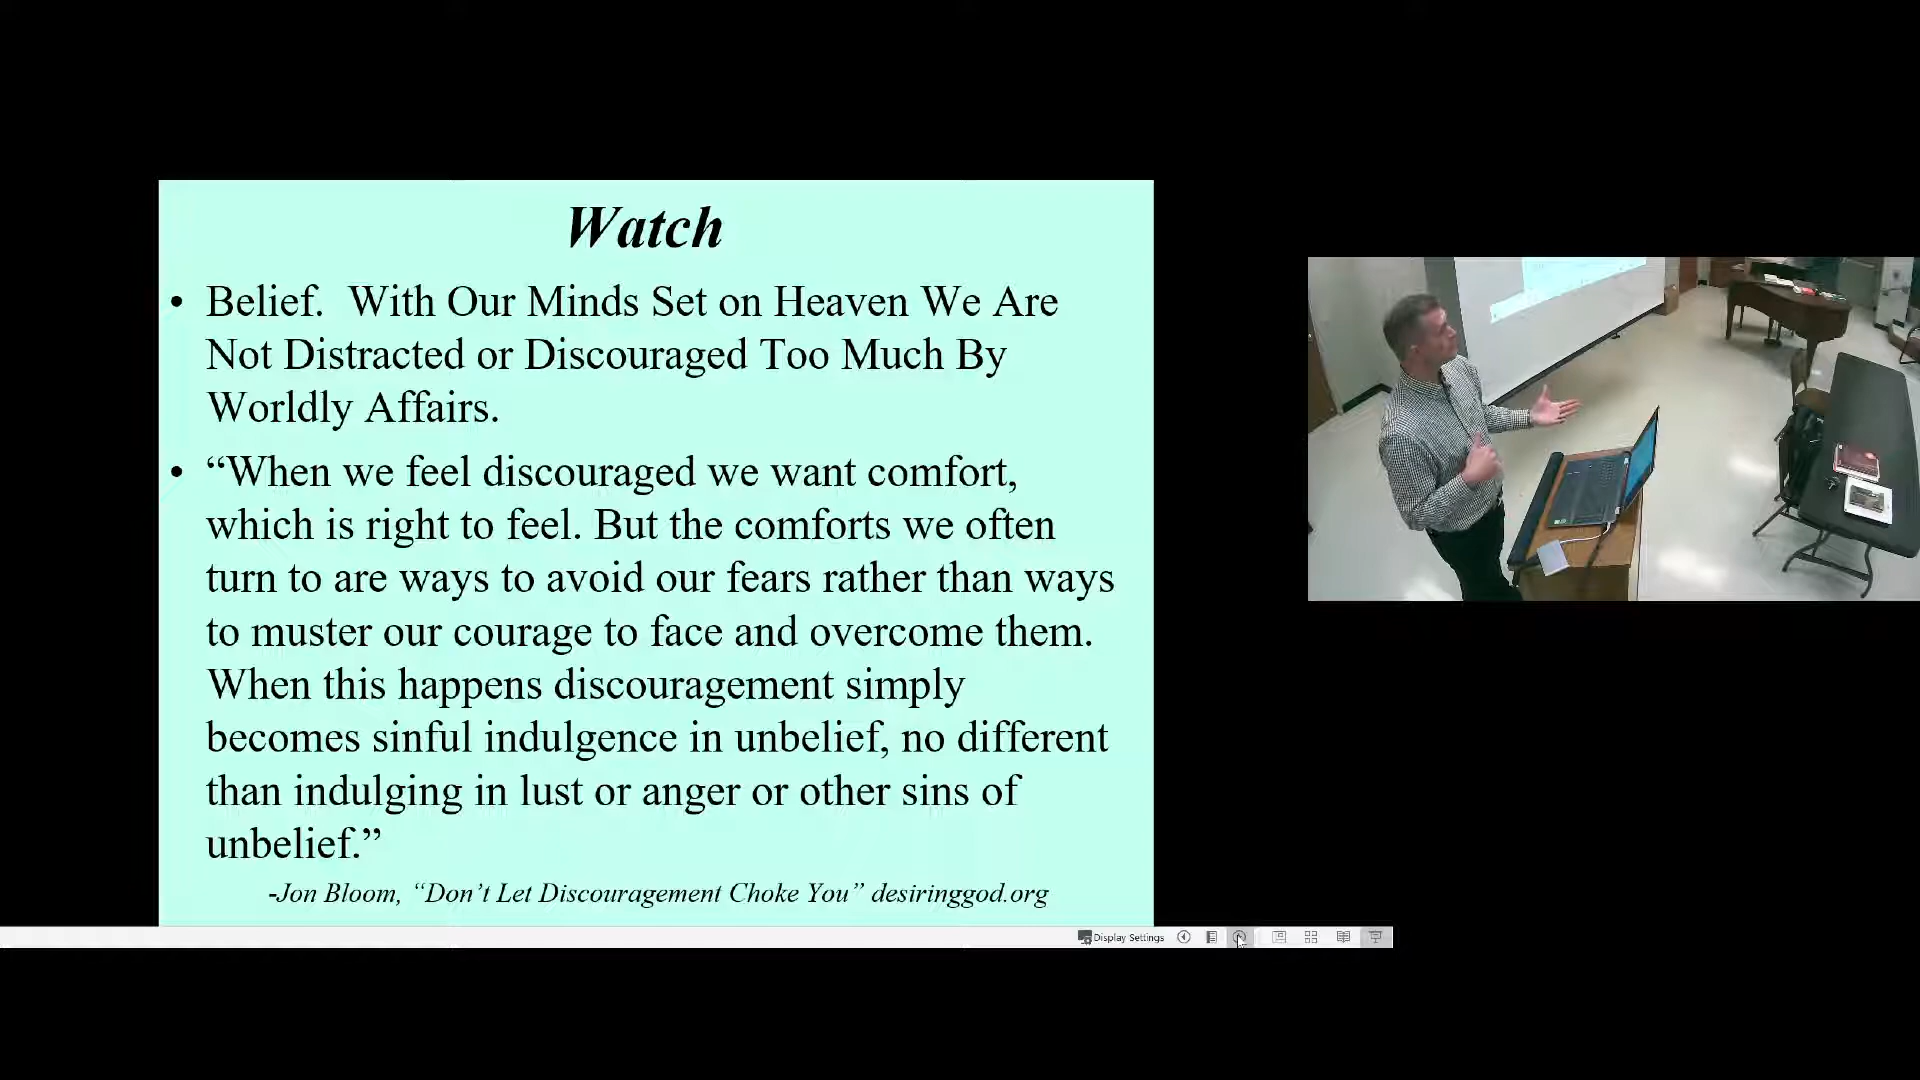 Watch
• Belief.  With Our Minds Set on Heaven We Are
Not Distracted or Discouraged Too Much By
Worldly Affairs.
• “When we feel discouraged we want comfort,
which is right to feel. But the comforts we often
turn to are ways to avoid our fears rather than ways
to muster our courage to face and overcome them.
When this happens discouragement simply
becomes sinful indulgence in unbelief, no different
than indulging in lust or anger or other sins of
unbelief.”
-Jon Bloom, “Don’t Let Discouragement Choke You” desiringgod.org
Display Settings